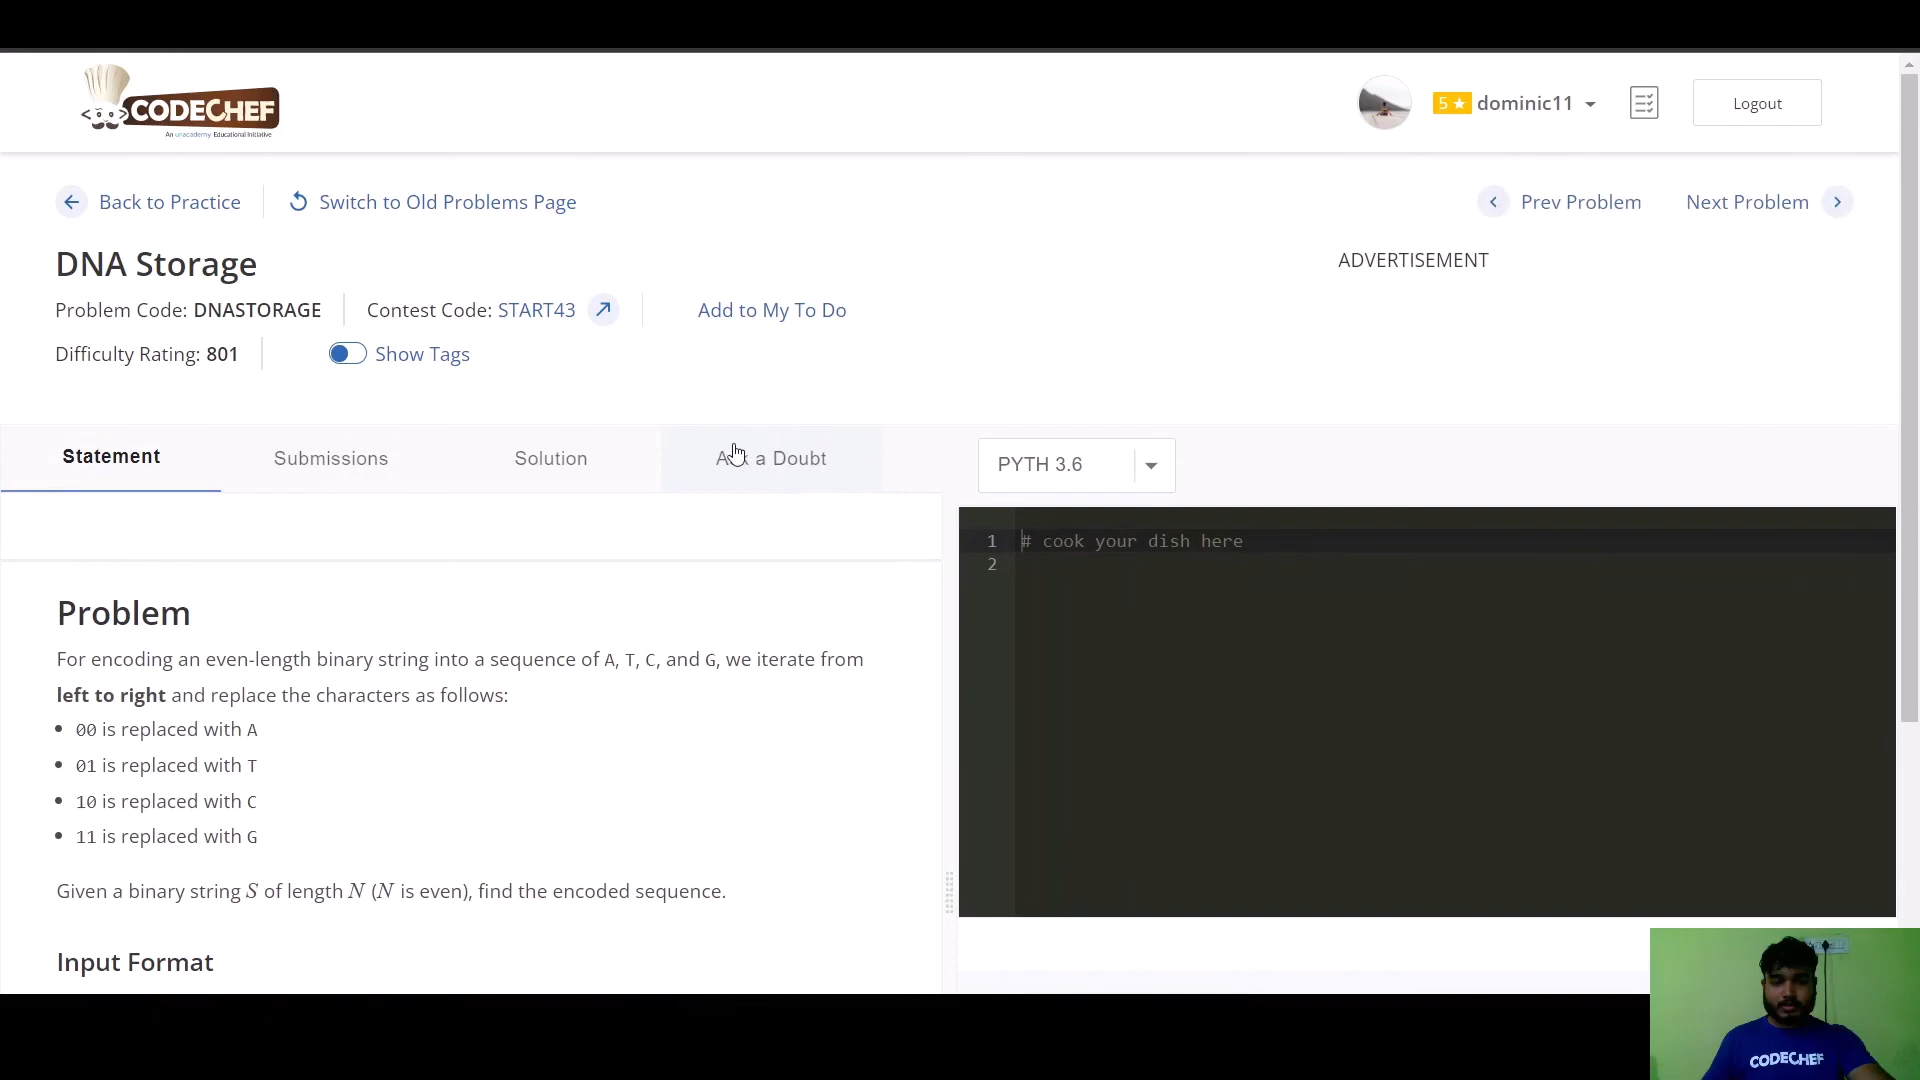 CODECHEF
An unacademy Educational Initiative
5★ dominic11
Logout
Back to Practice
Switch to Old Problems Page
Prev Problem
Next Problem
DNA Storage
ADVERTISEMENT
Problem Code: DNASTORAGE
Contest Code: START43
Add to My To Do
Difficulty Rating: 801
Show Tags
Statement
Submissions
Solution
Ask a Doubt
PYTH 3.6
1 # cook your dish here
2
Problem
For encoding an even-length binary string into a sequence of A, T, C, and G, we iterate from
left to right and replace the characters as follows:
• 00 is replaced with A
• 01 is replaced with T
• 10 is replaced with C
• 11 is replaced with G
Given a binary string S of length N (N is even), find the encoded sequence.
Input Format
CODECHEF